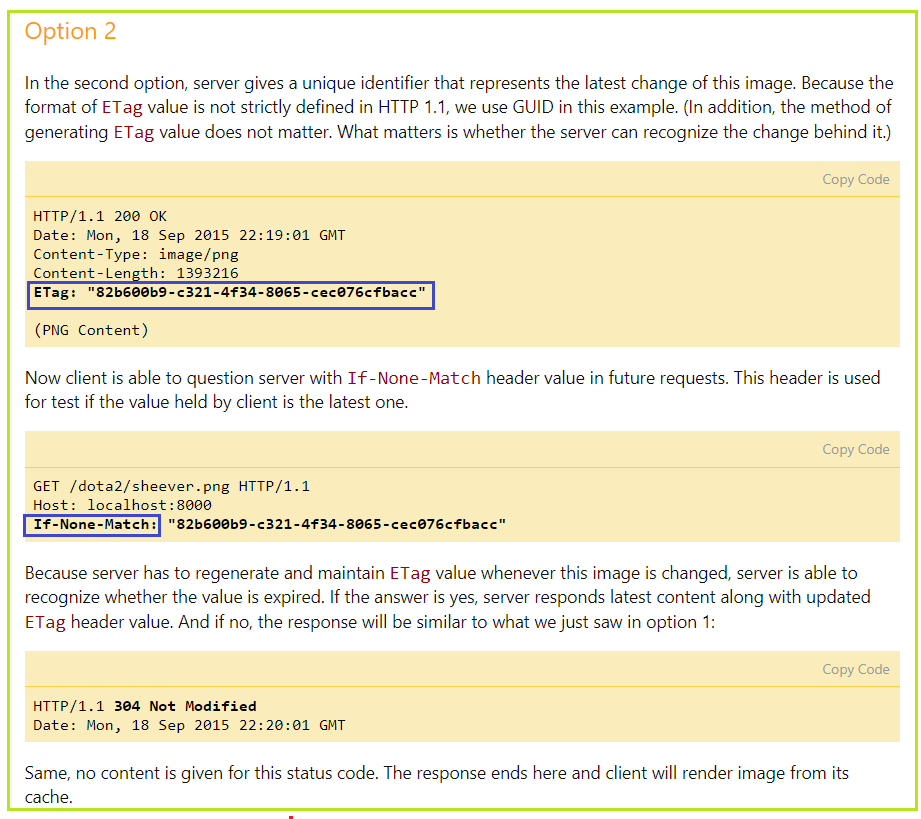 Option 2
In the second option, server gives a unique identifier that represents the latest change of this image. Because the
format of ETag value is not strictly defined in HTTP 1.1, we use GUID in this example. (In addition, the method of
generating ETag value does not matter. What matters is whether the server can recognize the change behind it.)
Copy Code
HTTP/1.1 200 OK
Date: Mon, 18 Sep 2015 22:19:01 GMT
Content-Type: image/png
Content-Length: 1393216
ETag: "82b600b9-c321-4f34-8065-cec076cfbacc"
(PNG Content)
Now client is able to question server with If-None-Match header value in future requests. This header is used
for test if the value held by client is the latest one.
Copy Code
GET /dota2/sheever.png HTTP/1.1
Host: localhost:8000
If-None-Match: "82b600b9-c321-4f34-8065-cec076cfbacc"
Because server has to regenerate and maintain ETag value whenever this image is changed, server is able to
recognize whether the value is expired. If the answer is yes, server responds latest content along with updated
ETag header value. And if no, the response will be similar to what we just saw in option 1:
Copy Code
HTTP/1.1 304 Not Modified
Date: Mon, 18 Sep 2015 22:20:01 GMT
Same, no content is given for this status code. The response ends here and client will render image from its
cache.